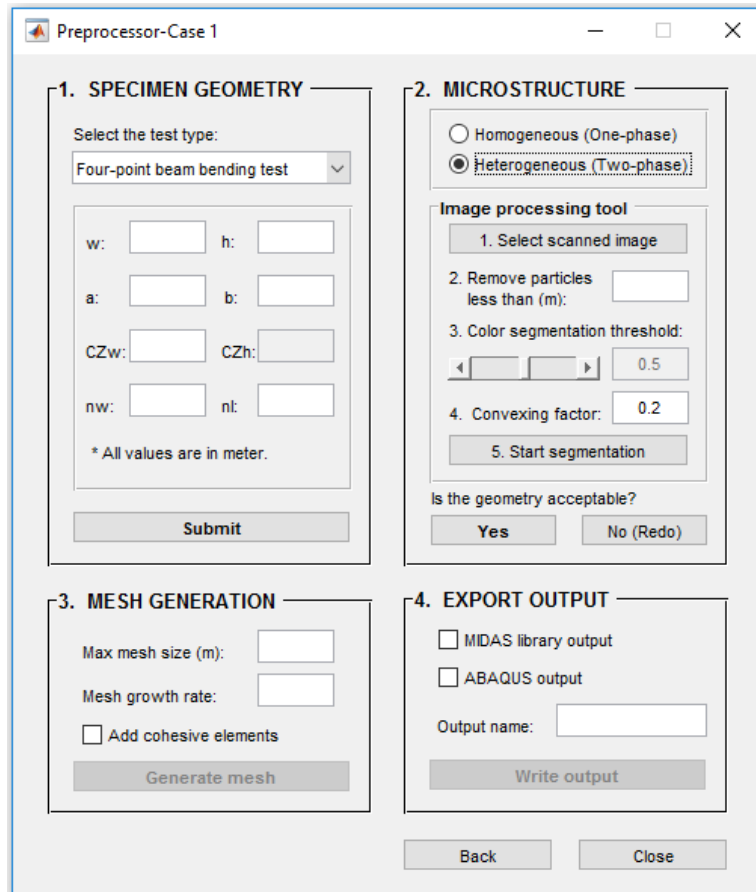 Preprocessor-Case 1
1. SPECIMEN GEOMETRY
Select the test type:
Four-point beam bending test
w:
h:
a:
b:
CZw:
CZh:
nw:
nl:
* All values are in meter.
Submit
2. MICROSTRUCTURE
Homogeneous (One-phase)
Heterogeneous (Two-phase)
Image processing tool
1. Select scanned image
2. Remove particles
less than (m):
3. Color segmentation threshold:
0.5
4. Convexing factor:
0.2
5. Start segmentation
Is the geometry acceptable?
Yes
No (Redo)
3. MESH GENERATION
Max mesh size (m):
Mesh growth rate:
Add cohesive elements
Generate mesh
4. EXPORT OUTPUT
MIDAS library output
ABAQUS output
Output name:
Write output
Back
Close